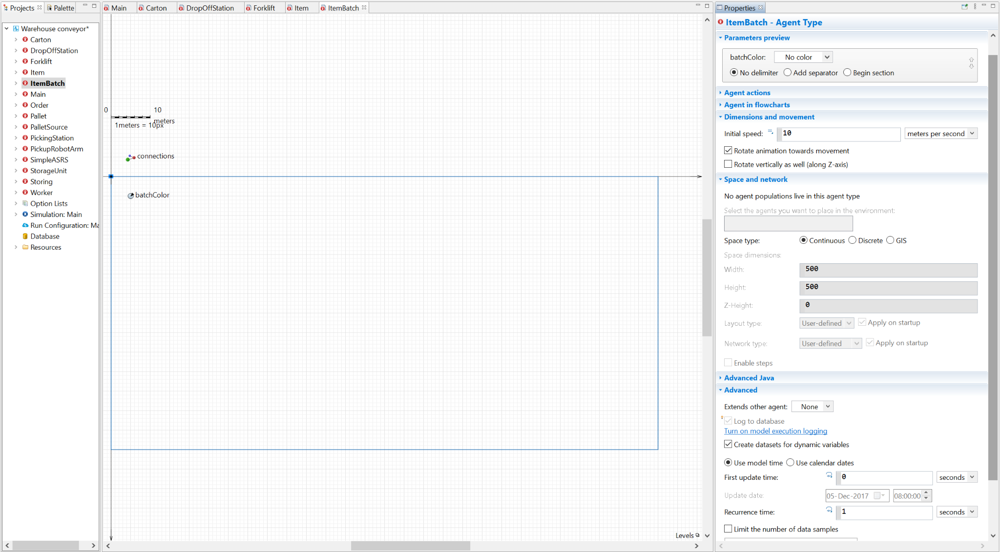 Projects
Palette
Warehouse conveyor*
Carton
DropOffStation
Forklift
Item
ItemBatch
Main
Order
Pallet
PalletSource
PickingStation
PickupRobotArm
SimpleASRS
StorageUnit
Storing
Worker
Option Lists
Simulation: Main
Run Configuration: Ma
Database
Resources
Main
Carton
DropOffStation
Forklift
Item
ItemBatch
0
10
meters
1meters = 10px
connections
batchColor
Levels
Properties
ItemBatch - Agent Type
Parameters preview
batchColor: No color
No delimiter Add separator Begin section
Agent actions
Agent in flowcharts
Dimensions and movement
Initial speed: 10 meters per second
Rotate animation towards movement
Rotate vertically as well (along Z-axis)
Space and network
No agent populations live in this agent type
Select the agents you want to place in the environment:
Space type: Continuous Discrete GIS
Space dimensions:
Width: 500
Height: 500
Z-Height: 0
Layout type: User-defined Apply on startup
Network type: User-defined Apply on startup
Enable steps
Advanced Java
Advanced
Extends other agent: None
Log to database
Turn on model execution logging
Create datasets for dynamic variables
Use model time Use calendar dates
First update time: 0 seconds
Update date: 05-Dec-2017 08:00:00
Recurrence time: 1 seconds
Limit the number of data samples